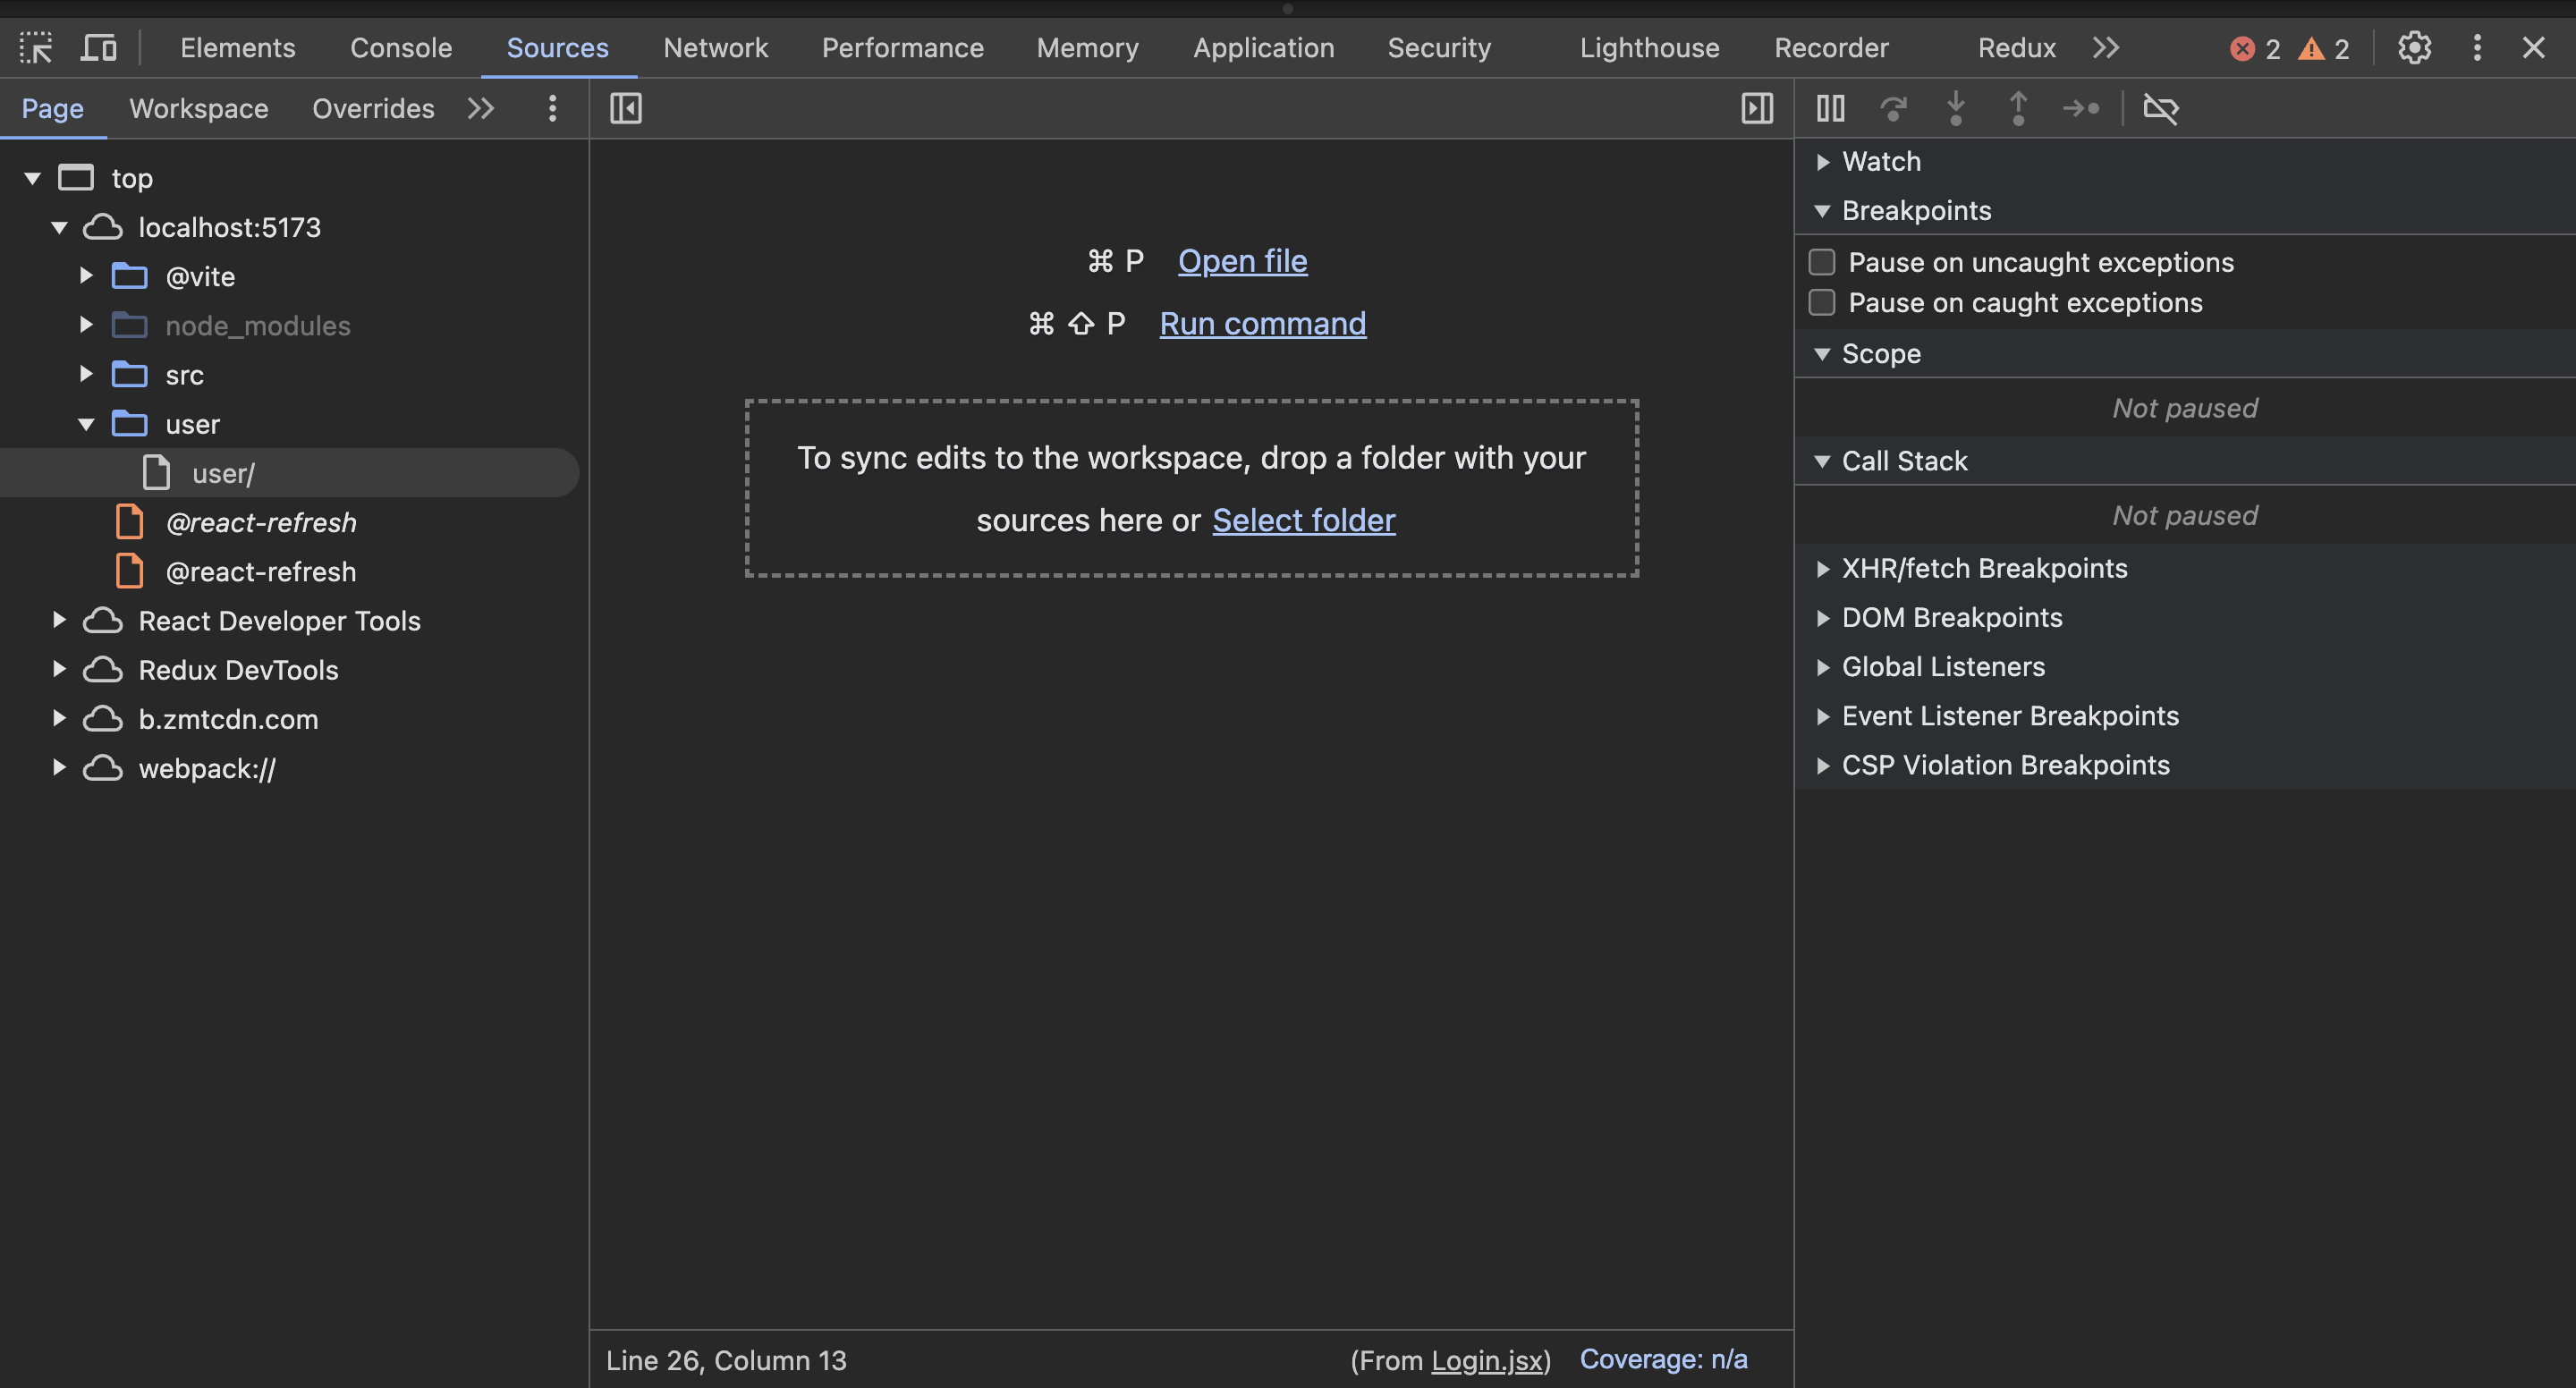 Elements Console Sources Network Performance Memory Application Security Lighthouse Recorder Redux 2 2
Page Workspace Overrides
top
localhost:5173
@vite
node_modules
src
user
user/
@react-refresh
@react-refresh
React Developer Tools
Redux DevTools
b.zmtcdn.com
webpack://
⌘ P Open file
⌘ ⇧ P Run command
To sync edits to the workspace, drop a folder with your
sources here or Select folder
Line 26, Column 13 (From Login.jsx) Coverage: n/a
Watch
Breakpoints
Pause on uncaught exceptions
Pause on caught exceptions
Scope
Not paused
Call Stack
Not paused
XHR/fetch Breakpoints
DOM Breakpoints
Global Listeners
Event Listener Breakpoints
CSP Violation Breakpoints